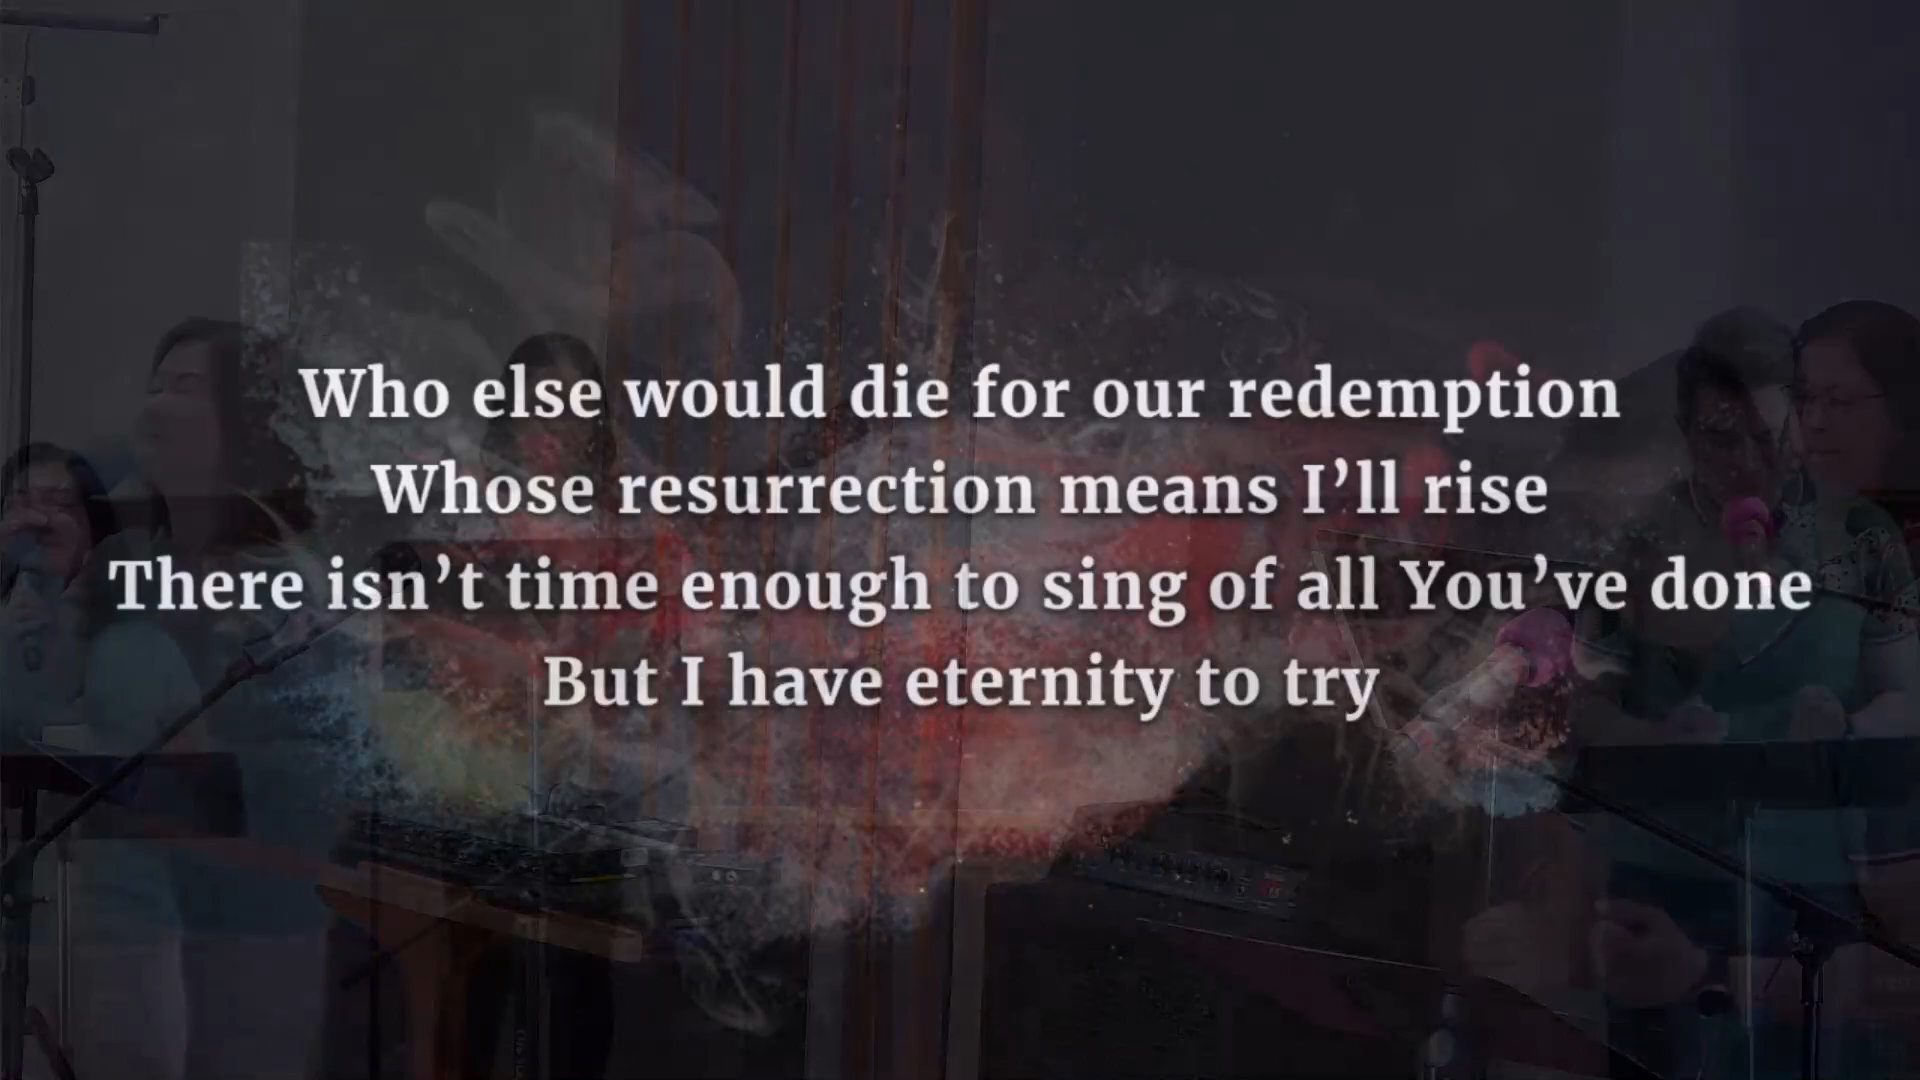 Who else would die for our redemption
Whose resurrection means I’ll rise
There isn’t time enough to sing of all You’ve done
But I have eternity to try